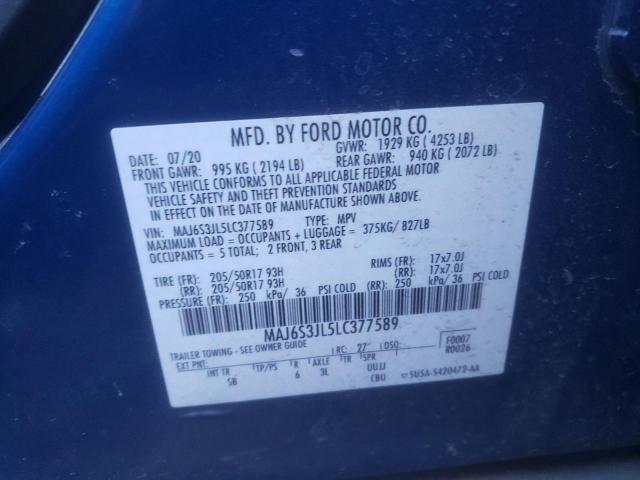 MFD. BY FORD MOTOR CO.
DATE: 07/20 GVWR: 1929 KG ( 4253 LB)
FRONT GAWR: 995 KG ( 2194 LB) REAR GAWR: 940 KG ( 2072 LB)
THIS VEHICLE CONFORMS TO ALL APPLICABLE FEDERAL MOTOR
VEHICLE SAFETY AND THEFT PREVENTION STANDARDS
IN EFFECT ON THE DATE OF MANUFACTURE SHOWN ABOVE.
VIN: MAJ6S3JL5LC377589 TYPE: MPV
MAXIMUM LOAD = OCCUPANTS + LUGGAGE = 375KG/ 827LB
OCCUPANTS = 5 TOTAL; 2 FRONT, 3 REAR
TIRE (FR): 205/50R17 93H RIMS (FR): 17x7.0J
(RR): 205/50R17 93H (RR): 17x7.0J
PRESSURE (FR): 250 kPa/ 36 PSI COLD (RR): 250 kPa/ 36 PSI COLD
MAJ6S3JL5LC377589
TRAILER TOWING - SEE OWNER GUIDE RC: 27 DSO: F0007
EXT PNT: R0026
INT TR TP/PS R AXLE TR SPR
SB 6 3L UUJJ
CBU 5U5A-S420472-AA